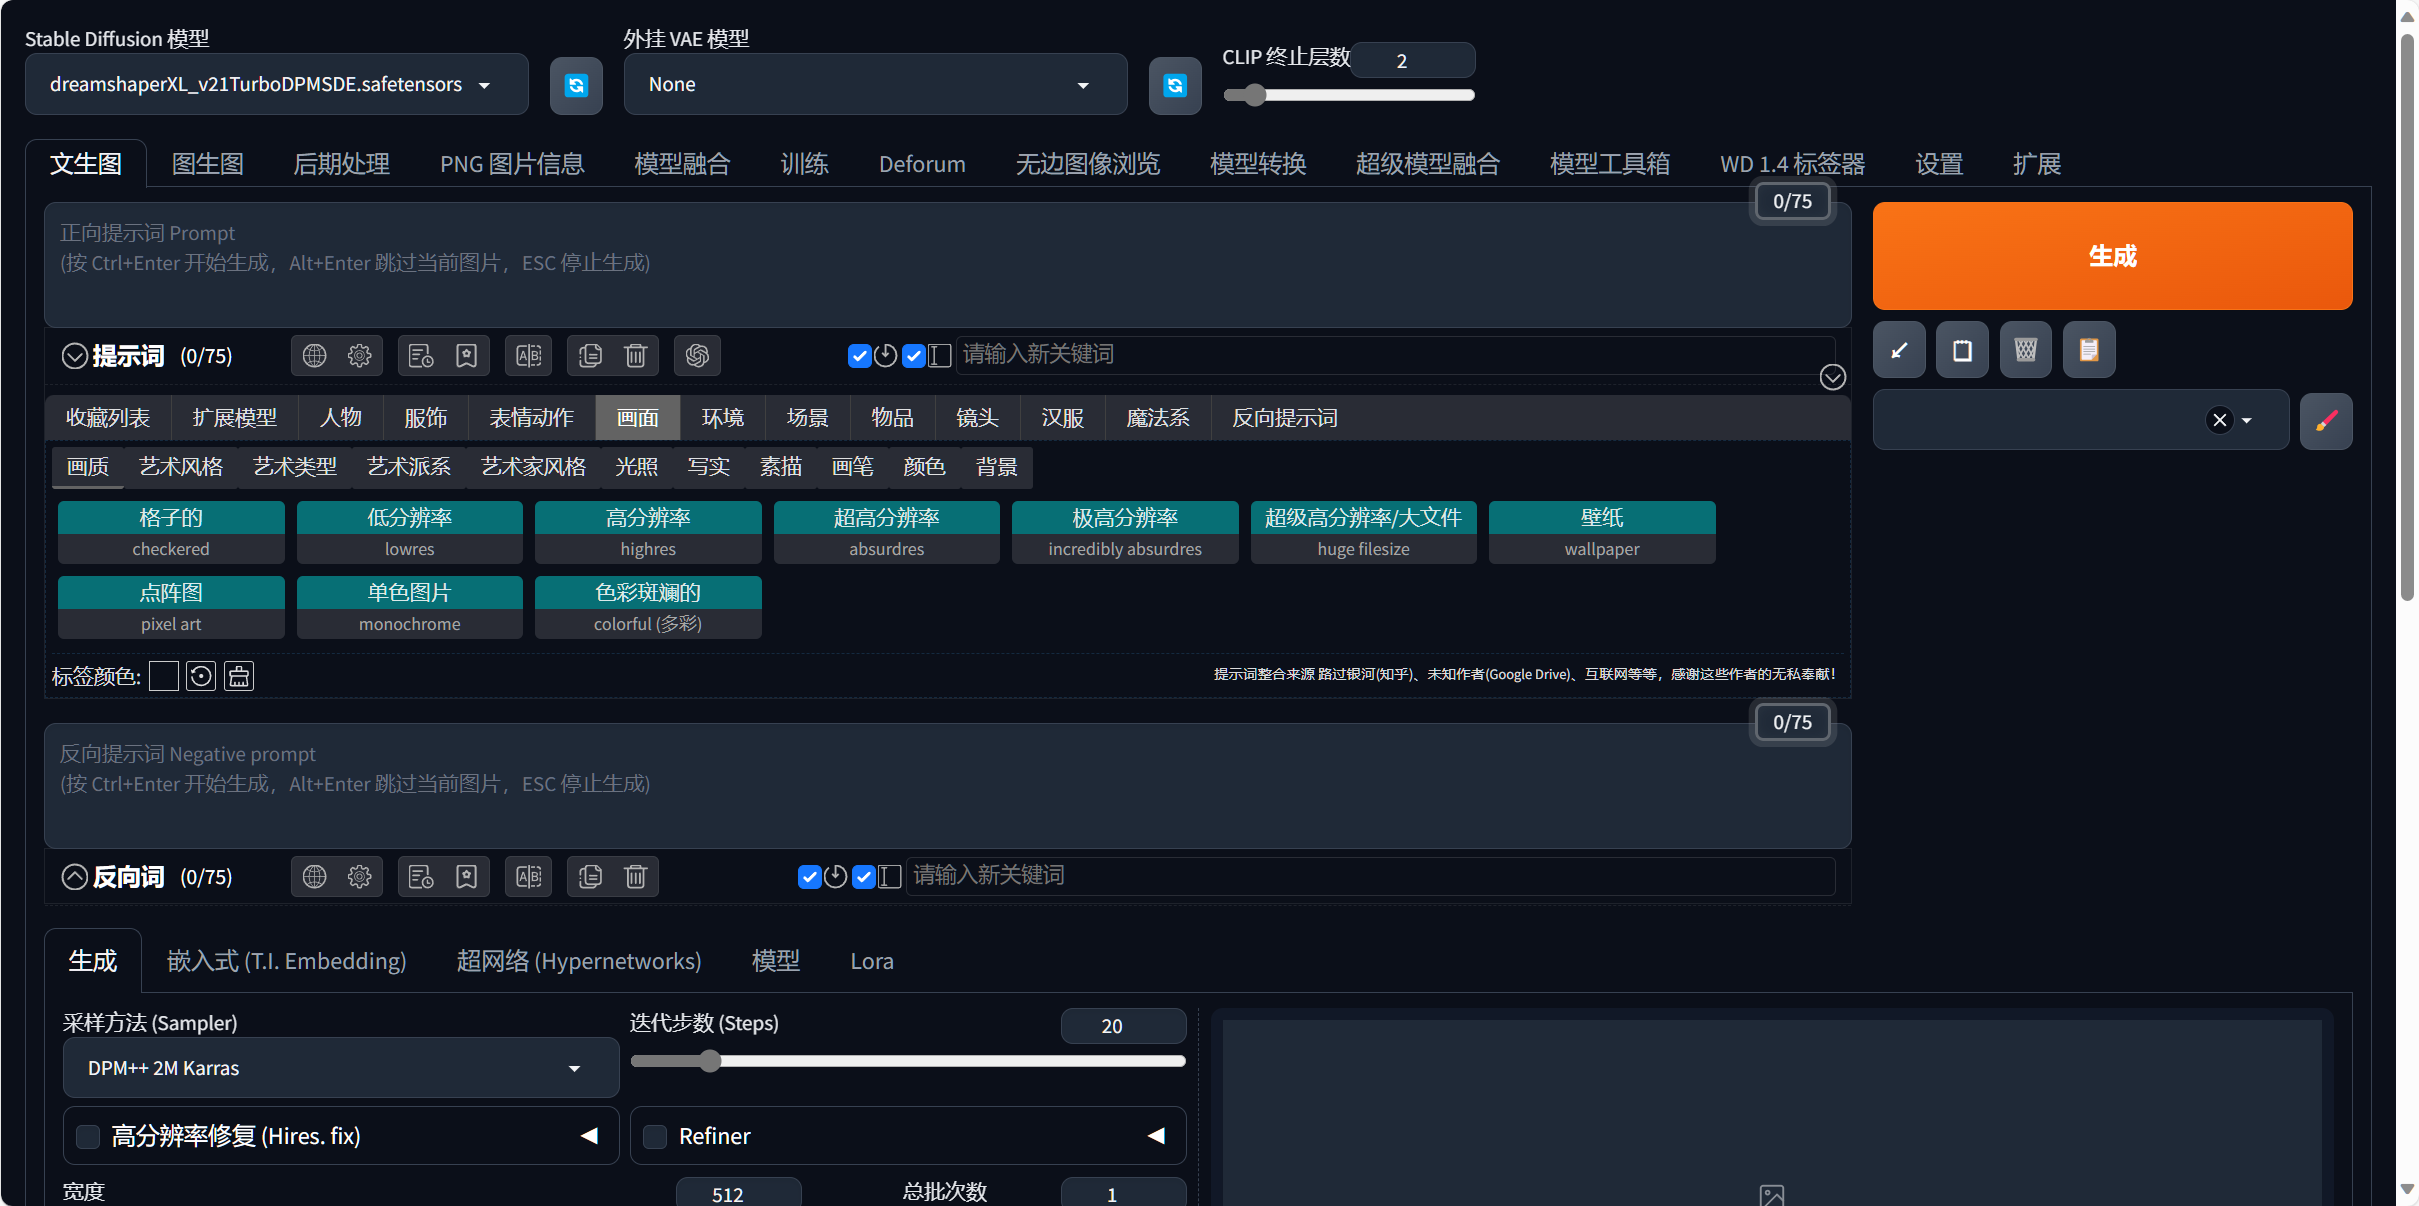 Stable Diffusion 模型
外挂 VAE 模型
CLIP 终止层数
2
dreamshaperXL_v21TurboDPMSDE.safetensors
None
文生图
图生图
后期处理
PNG 图片信息
模型融合
训练
Deforum
无边图像浏览
模型转换
超级模型融合
模型工具箱
WD 1.4 标签器
设置
扩展
0/75
正向提示词 Prompt
(按 Ctrl+Enter 开始生成，Alt+Enter 跳过当前图片，ESC 停止生成)
生成
提示词 (0/75)
请输入新关键词
收藏列表
扩展模型
人物
服饰
表情动作
画面
环境
场景
物品
镜头
汉服
魔法系
反向提示词
画质
艺术风格
艺术类型
艺术派系
艺术家风格
光照
写实
素描
画笔
颜色
背景
格子的
checkered
低分辨率
lowres
高分辨率
highres
超高分辨率
absurdres
极高分辨率
incredibly absurdres
超级高分辨率/大文件
huge filesize
壁纸
wallpaper
点阵图
pixel art
单色图片
monochrome
色彩斑斓的
colorful (多彩)
标签颜色:
提示词整合来源 路过银河(知乎)、未知作者(Google Drive)、互联网等等，感谢这些作者的无私奉献！
0/75
反向提示词 Negative prompt
(按 Ctrl+Enter 开始生成，Alt+Enter 跳过当前图片，ESC 停止生成)
反向词 (0/75)
请输入新关键词
生成
嵌入式 (T.I. Embedding)
超网络 (Hypernetworks)
模型
Lora
采样方法 (Sampler)
迭代步数 (Steps)
20
DPM++ 2M Karras
高分辨率修复 (Hires. fix)
Refiner
宽度
512
总批次数
1